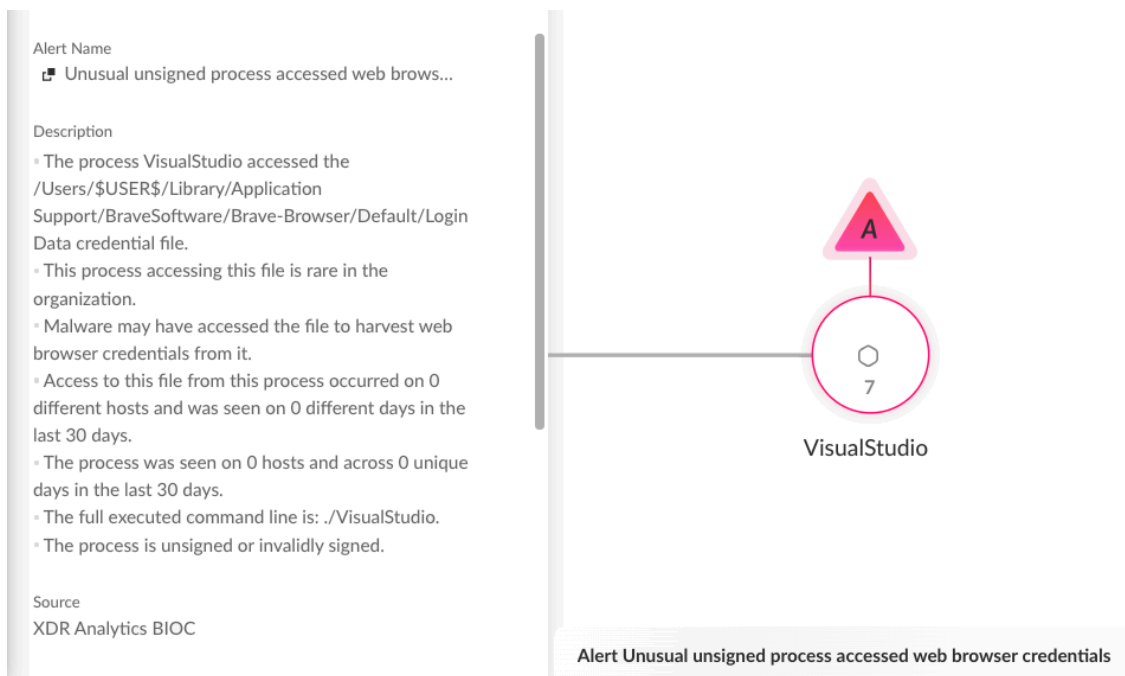 Alert Name
Unusual unsigned process accessed web brows...
Description
The process VisualStudio accessed the
/Users/$USER$/Library/Application
Support/BraveSoftware/Brave-Browser/Default/Login
Data credential file.
This process accessing this file is rare in the
organization.
Malware may have accessed the file to harvest web
browser credentials from it.
Access to this file from this process occurred on 0
different hosts and was seen on 0 different days in the
last 30 days.
The process was seen on 0 hosts and across 0 unique
days in the last 30 days.
The full executed command line is: ./VisualStudio.
The process is unsigned or invalidly signed.
Source
XDR Analytics BIOC
A
7
VisualStudio
Alert Unusual unsigned process accessed web browser credentials